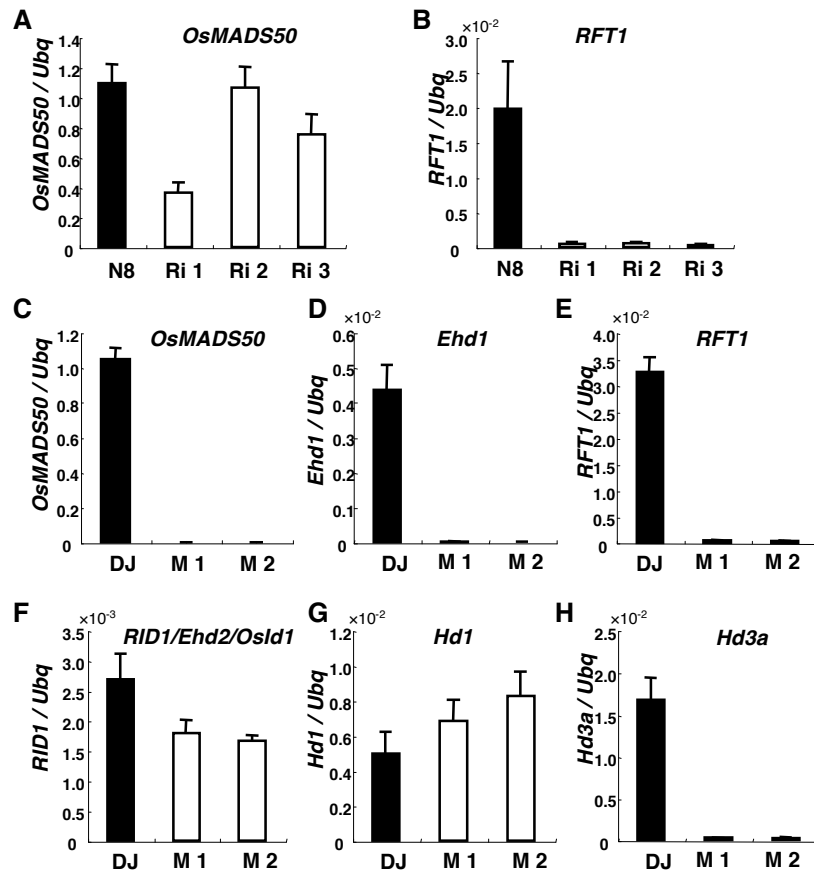 A
OsMADS50
OsMADS50 / Ubq
1.4
1.2
1.0
0.8
0.6
0.4
0.2
0
N8 Ri 1 Ri 2 Ri 3
B
×10-2
RFT1
RFT1 / Ubq
3.0
2.5
2.0
1.5
1.0
0.5
0
N8 Ri 1 Ri 2 Ri 3
C
OsMADS50
OsMADS50 / Ubq
1.2
1.0
0.8
0.6
0.4
0.2
0
DJ M 1 M 2
D
×10-2
Ehd1
Ehd1 / Ubq
0.6
0.5
0.4
0.3
0.2
0.1
0
DJ M 1 M 2
E
×10-2
RFT1
RFT1 / Ubq
4.0
3.5
3.0
2.5
2.0
1.5
1.0
0.5
0
DJ M 1 M 2
F
×10-3
RID1/Ehd2/OsId1
RID1 / Ubq
3.5
3.0
2.5
2.0
1.5
1.0
0.5
0
DJ M 1 M 2
G
×10-2
Hd1
Hd1 / Ubq
1.2
1.0
0.8
0.6
0.4
0.2
0
DJ M 1 M 2
H
×10-2
Hd3a
Hd3a / Ubq
2.5
2.0
1.5
1.0
0.5
0
DJ M 1 M 2